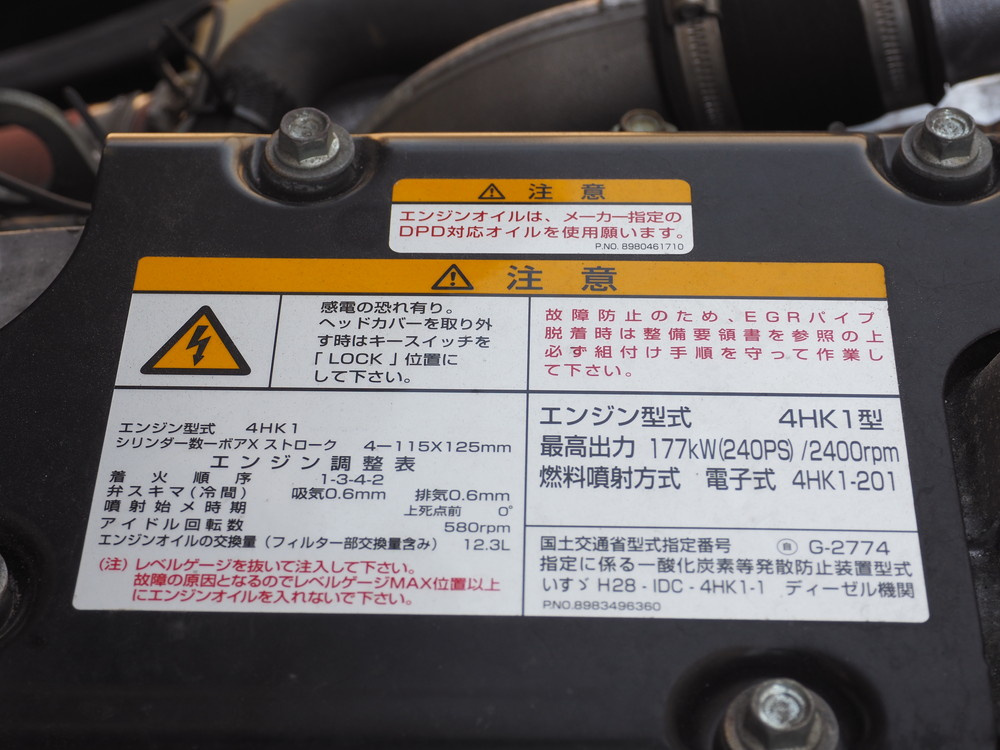 ⚠ 注意
エンジンオイルは、メーカー指定の
DPD対応オイルを使用願います。
P.NO. 8980461710
⚠ 注意
感電の恐れ有り。
ヘッドカバーを取り外
す時はキースイッチを
「LOCK」位置に
して下さい。
故障防止のため、EGRパイプ
脱着時は整備要領書を参照の上
必ず組付け手順を守って作業し
て下さい。
エンジン型式 4HK1
シリンダー数ーボアX ストローク 4－115X125mm
エンジン調整表
着火順序 1-3-4-2
弁スキマ(冷間) 吸気0.6mm 排気0.6mm
噴射始メ時期 上死点前 0°
アイドル回転数 580rpm
エンジンオイルの交換量(フィルター部交換量含み) 12.3L
(注)レベルゲージを抜いて注入して下さい。
故障の原因となるのでレベルゲージMAX位置以上
にエンジンオイルを入れないで下さい。
エンジン型式 4HK1型
最高出力 177kW(240PS)/2400rpm
燃料噴射方式 電子式 4HK1-201
国土交通省型式指定番号 ㊂自 G-2774
指定に係る一酸化炭素等発散防止装置型式
いすゞ H28-IDC-4HK1-1 ディーゼル機関
P.NO.8983496360